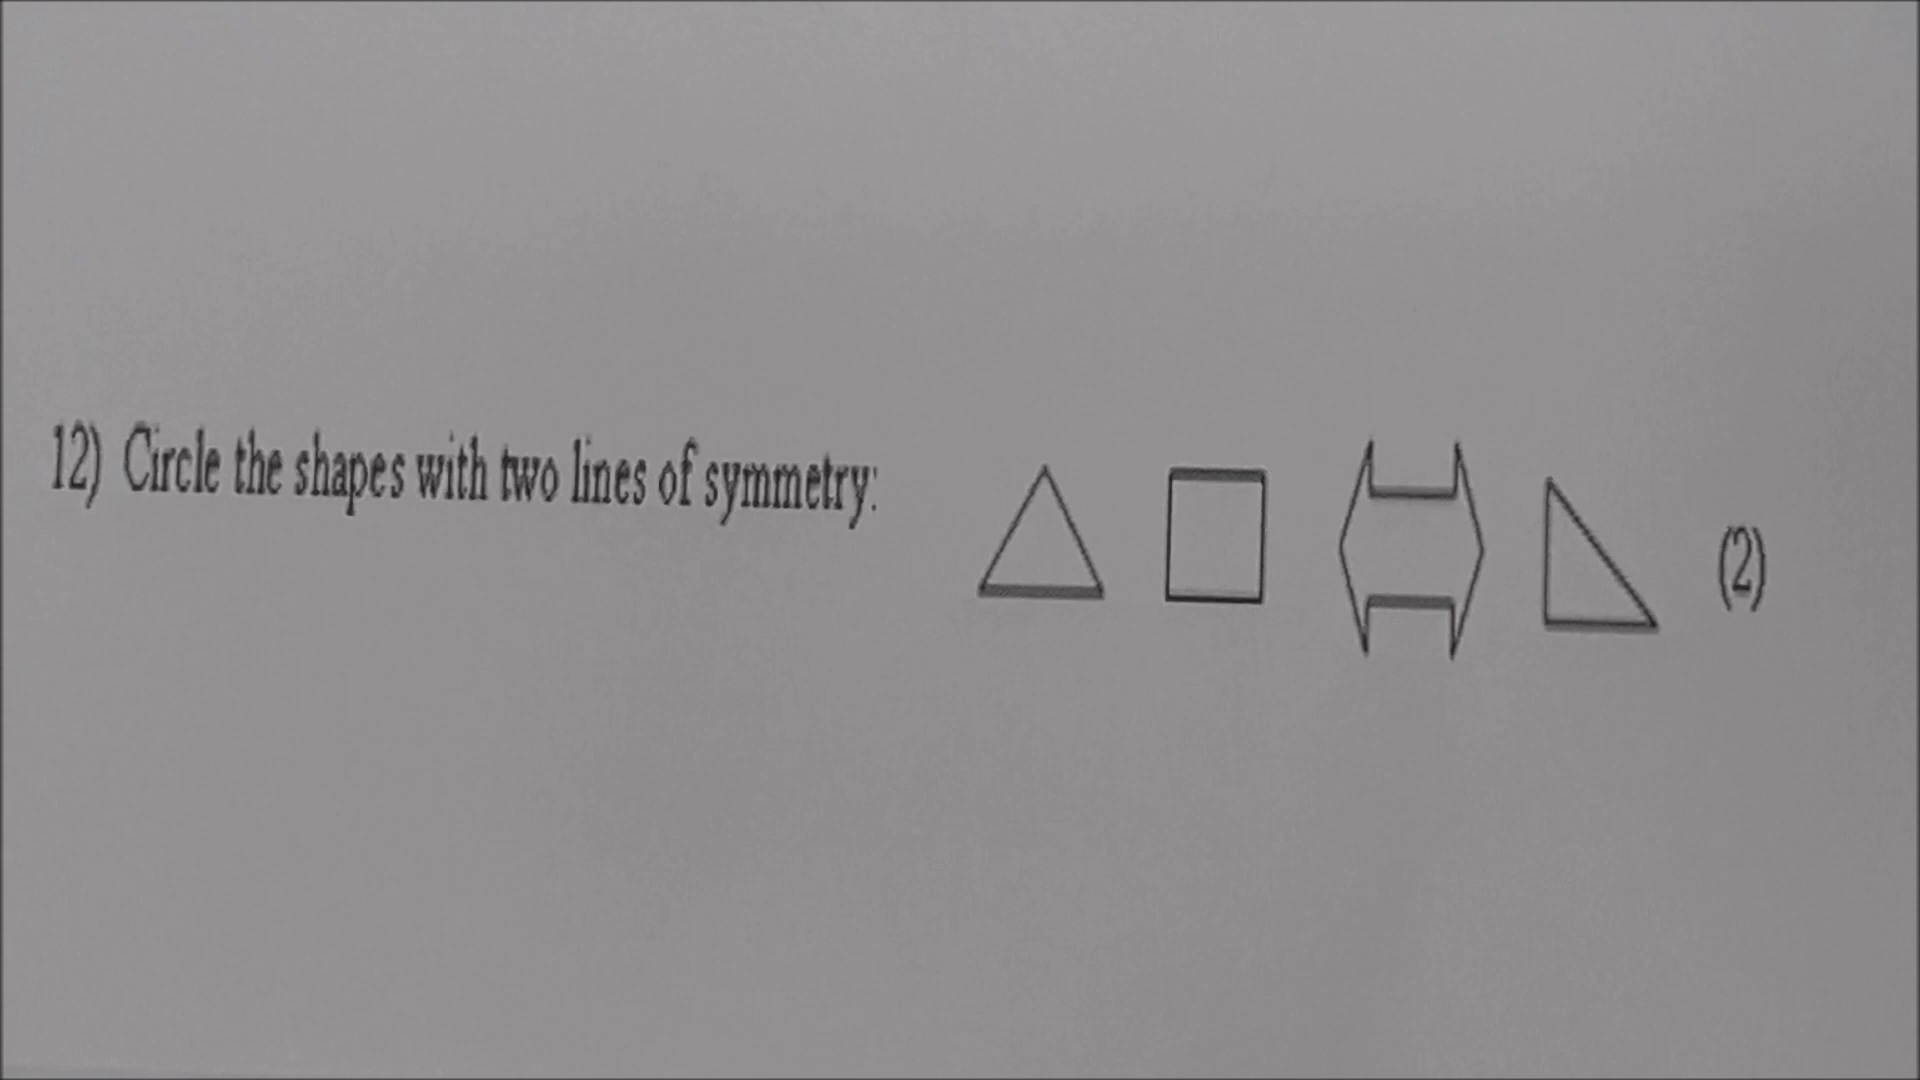 12) Circle the shapes with two lines of symmetry: (2)